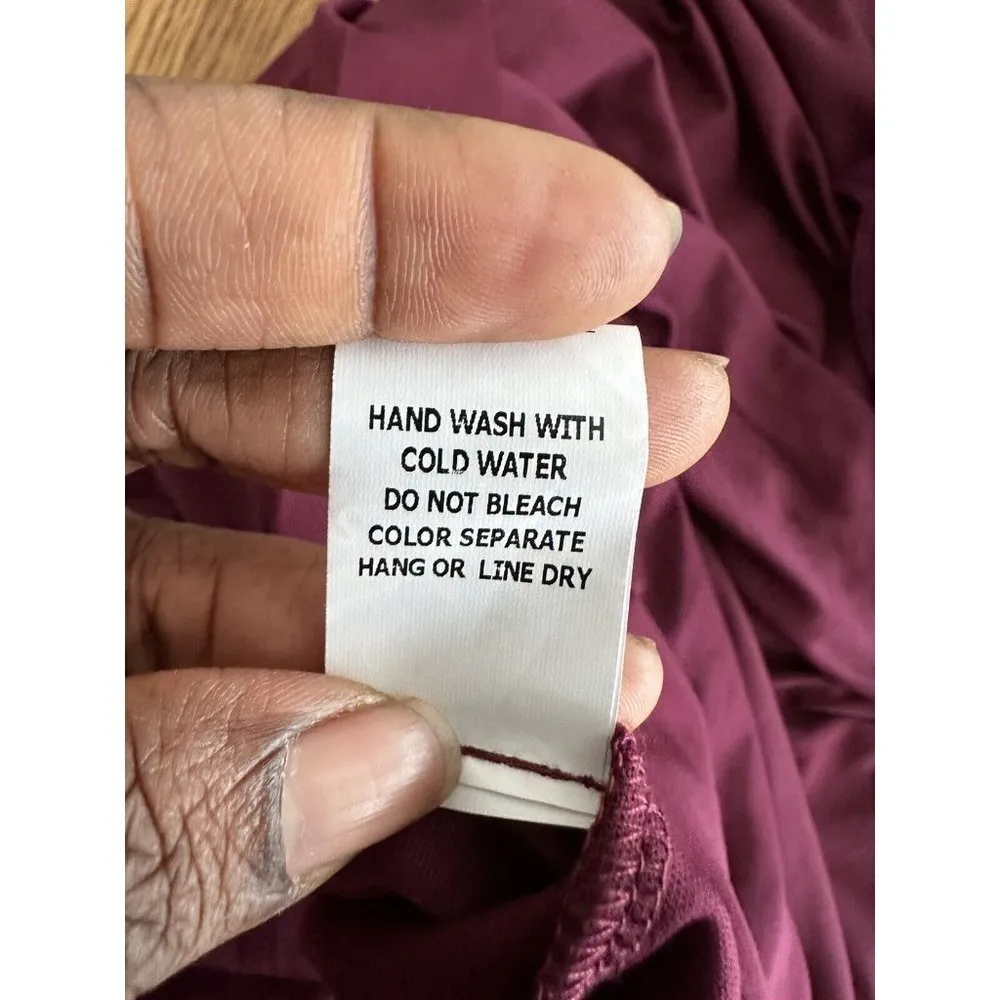 HAND WASH WITH
COLD WATER
DO NOT BLEACH
COLOR SEPARATE
HANG OR LINE DRY